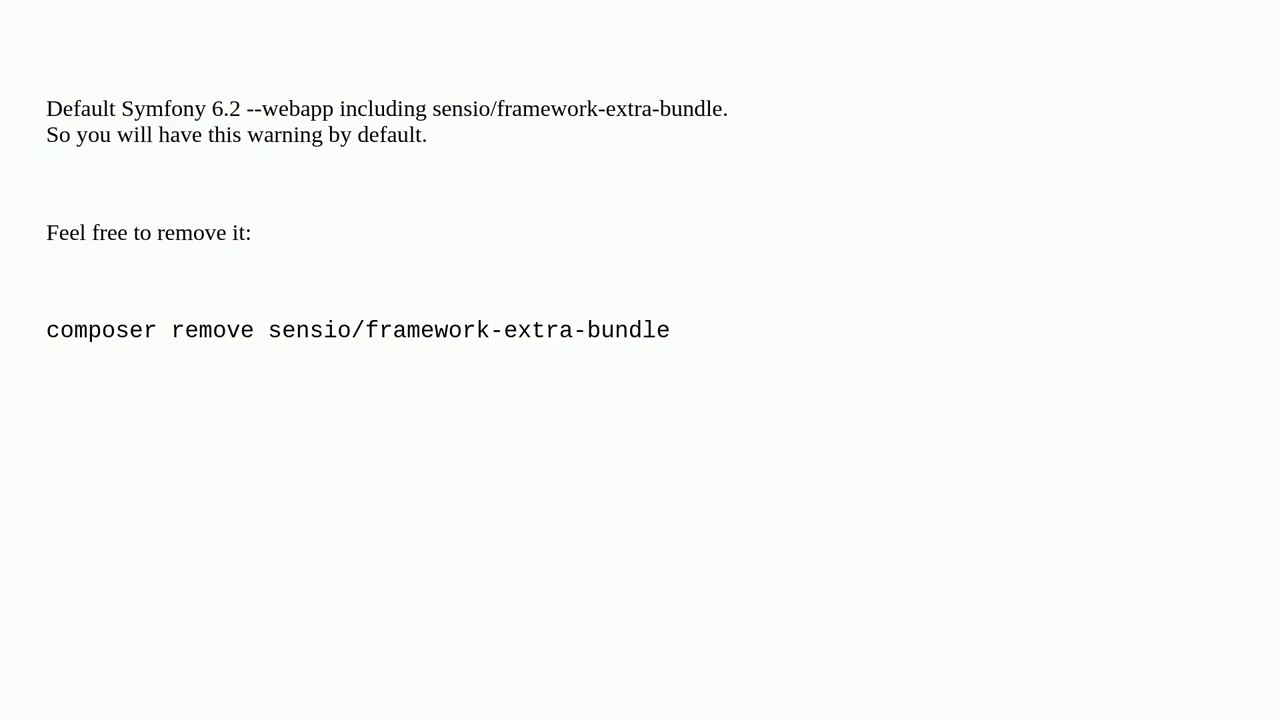 Default Symfony 6.2 --webapp including sensio/framework-extra-bundle.
So you will have this warning by default.
Feel free to remove it:
composer remove sensio/framework-extra-bundle